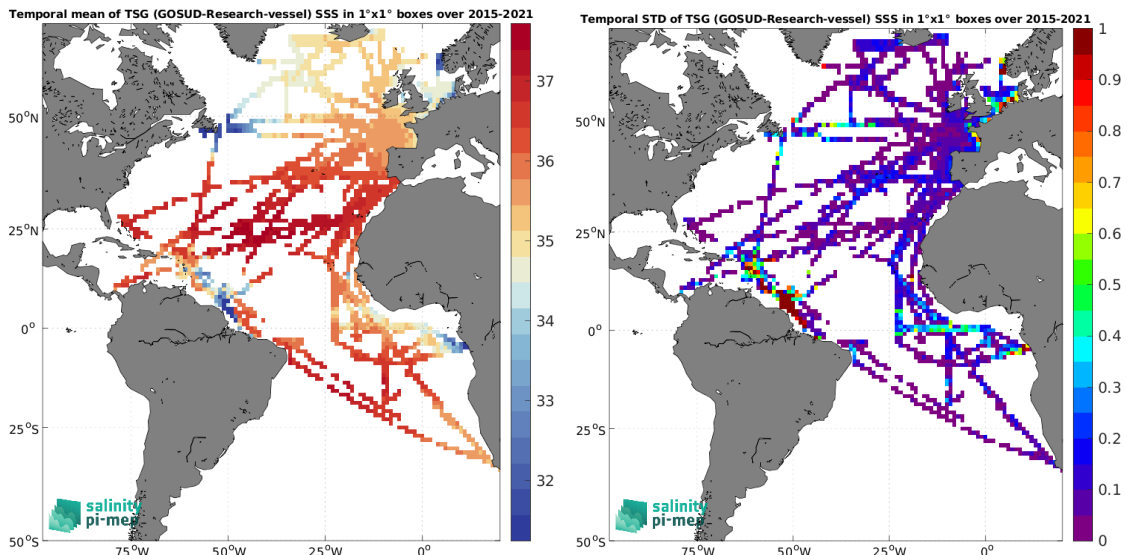 Temporal mean of TSG (GOSUD-Research-vessel) SSS in 1°x1° boxes over 2015-2021
50°N
25°N
0°
25°S
50°S
75°W
50°W
25°W
0°
37
36
35
34
33
32
salinity
pi-mep
Temporal STD of TSG (GOSUD-Research-vessel) SSS in 1°x1° boxes over 2015-2021
50°N
25°N
0°
25°S
50°S
75°W
50°W
25°W
0°
1
0.9
0.8
0.7
0.6
0.5
0.4
0.3
0.2
0.1
0
salinity
pi-mep